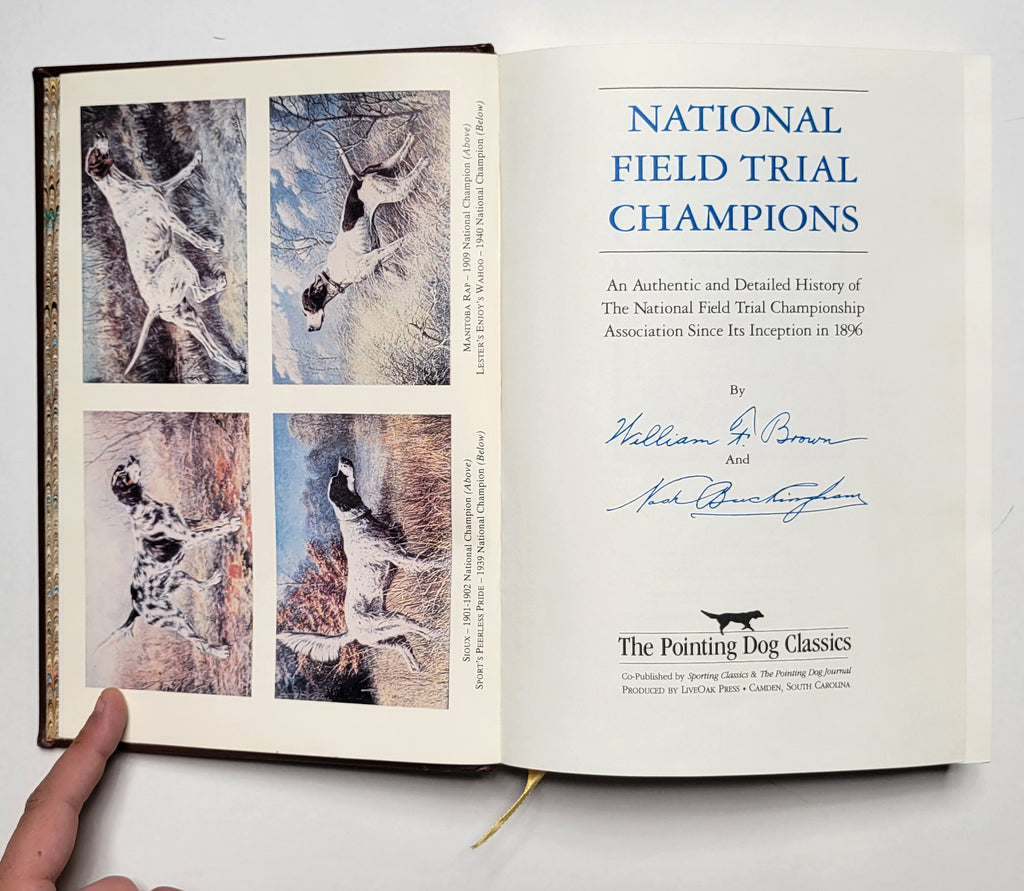 MANITOBA RAP – 1909 National Champion (Above)
LESTER'S ENJOY'S WAHOO – 1940 National Champion (Below)
SIOUX – 1901-1902 National Champion (Above)
SPORT'S PEERLESS PRIDE – 1939 National Champion (Below)
NATIONAL
FIELD TRIAL
CHAMPIONS
An Authentic and Detailed History of
The National Field Trial Championship
Association Since Its Inception in 1896
By
William F. Brown
And
Nash Buckingham
The Pointing Dog Classics
Co-Published by Sporting Classics & The Pointing Dog Journal
PRODUCED BY LIVEOAK PRESS • CAMDEN, SOUTH CAROLINA